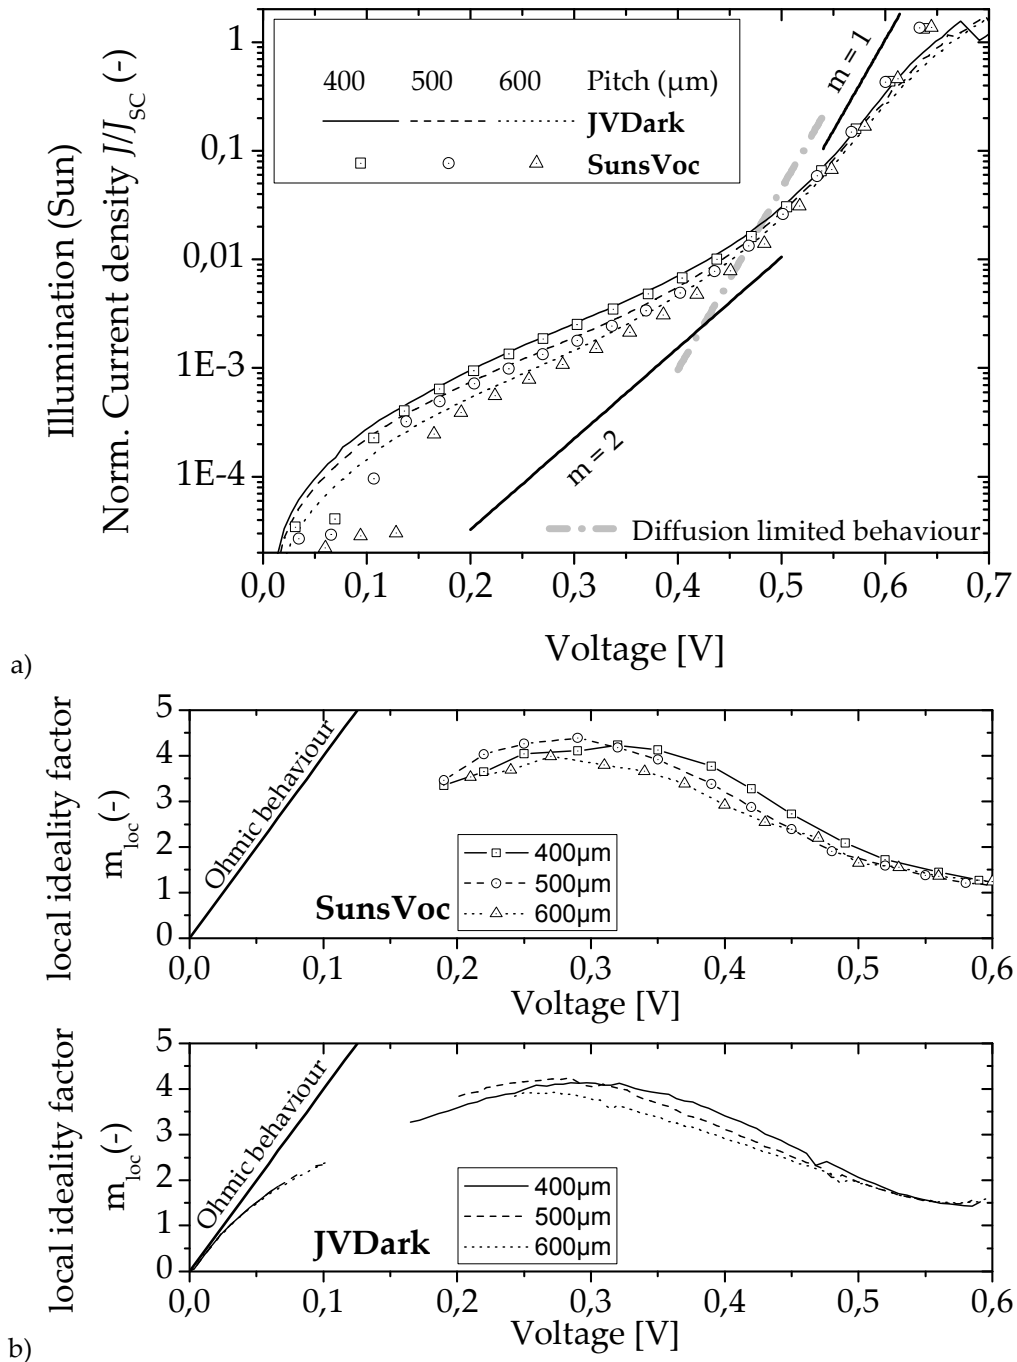 Illumination (Sun)
Norm. Current density J/J_SC (-)
1
0,1
0,01
1E-3
1E-4
400 500 600 Pitch (µm)
JVDark
SunsVoc
m = 1
m = 2
Diffusion limited behaviour
0,0 0,1 0,2 0,3 0,4 0,5 0,6 0,7
Voltage [V]
a)
local ideality factor
m_loc(-)
5
4
3
2
1
0
Ohmic behaviour
SunsVoc
400µm
500µm
600µm
0,0 0,1 0,2 0,3 0,4 0,5 0,6
Voltage [V]
local ideality factor
m_loc(-)
5
4
3
2
1
0
Ohmic behaviour
JVDark
400µm
500µm
600µm
0,0 0,1 0,2 0,3 0,4 0,5 0,6
Voltage [V]
b)